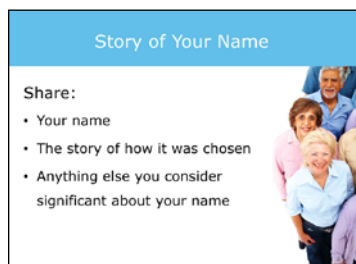 Story of Your Name
Share:
• Your name
• The story of how it was chosen
• Anything else you consider
significant about your name